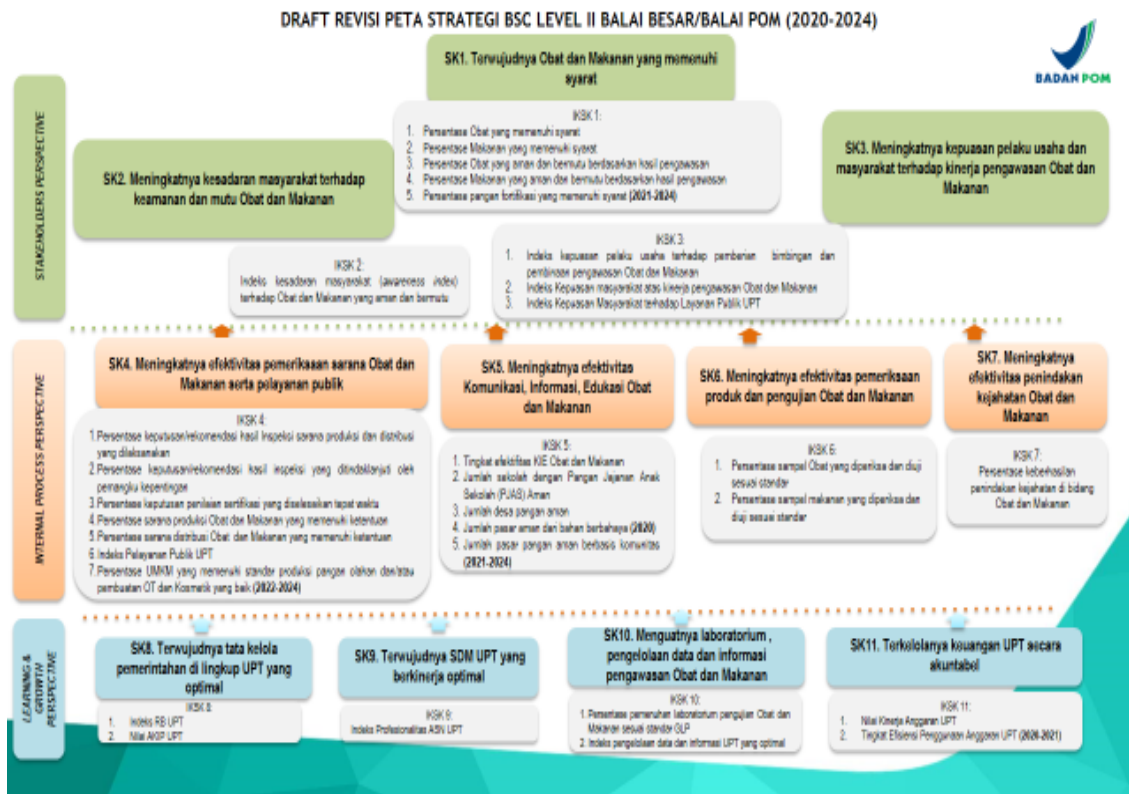 DRAFT REVISI PETA STRATEGI BSC LEVEL II BALAI BESAR/BALAI POM (2020-2024)
BADAN POM
STAKEHOLDERS PERSPECTIVE
SK1. Terwujudnya Obat dan Makanan yang memenuhi
syarat
IKSK 1:
1. Persentase Obat yang memenuhi syarat
2. Persentase Makanan yang memenuhi syarat
3. Persentase Obat yang aman dan bermutu berdasarkan hasil pengawasan
4. Persentase Makanan yang aman dan bermutu berdasarkan hasil pengawasan
5. Persentase pangan fortifikasi yang memenuhi syarat (2021-2024)
SK2. Meningkatnya kesadaran masyarakat terhadap
keamanan dan mutu Obat dan Makanan
IKSK 2:
Indeks kesadaran masyarakat (awareness index)
terhadap Obat dan Makanan yang aman dan bermutu
SK3. Meningkatnya kepuasan pelaku usaha dan
masyarakat terhadap kinerja pengawasan Obat dan
Makanan
IKSK 3:
1. Indeks kepuasan pelaku usaha terhadap pemberian bimbingan dan
pembinaan pengawasan Obat dan Makanan
2. Indeks Kepuasan masyarakat atas kinerja pengawasan Obat dan Makanan
3. Indeks Kepuasan Masyarakat terhadap Layanan Publik UPT
INTERNAL PROCESS PERSPECTIVE
SK4. Meningkatnya efektivitas pemeriksaan sarana Obat dan
Makanan serta pelayanan publik
IKSK 4:
1.Persentase keputusan/rekomendasi hasil Inspeksi sarana produksi dan distribusi
yang dilaksanakan
2.Persentase keputusan/rekomendasi hasil inspeksi yang ditindaklanjuti oleh
pemangku kepentingan
3.Persentase keputusan penilaian sertifikasi yang diselesaikan tepat waktu
4.Persentase sarana produksi Obat dan Makanan yang memenuhi ketentuan
5.Persentase sarana distribusi Obat dan Makanan yang memenuhi ketentuan
6.Indeks Pelayanan Publik UPT
7.Persentase UMKM yang memenuhi standar produksi pangan olahan dan/atau
pembuatan OT dan Kosmetik yang baik (2022-2024)
SK5. Meningkatnya efektivitas
Komunikasi, Informasi, Edukasi Obat
dan Makanan
IKSK 5:
1. Tingkat efektifitas KIE Obat dan Makanan
2. Jumlah sekolah dengan Pangan Jajanan Anak
Sekolah (PJAS) Aman
3. Jumlah desa pangan aman
4. Jumlah pasar aman dari bahan berbahaya (2020)
5. Jumlah pasar pangan aman berbasis komunitas
(2021-2024)
SK6. Meningkatnya efektivitas pemeriksaan
produk dan pengujian Obat dan Makanan
IKSK 6:
1. Persentase sampel Obat yang diperiksa dan diuji
sesuai standar
2. Persentase sampel makanan yang diperiksa dan
diuji sesuai standar
SK7. Meningkatnya
efektivitas penindakan
kejahatan Obat dan
Makanan
IKSK 7:
Persentase keberhasilan
penindakan kejahatan di bidang
Obat dan Makanan
LEARNING &
GROWTH
PERSPECTIVE
SK8. Terwujudnya tata kelola
pemerintahan di lingkup UPT yang
optimal
IKSK 8:
1. Indeks RB UPT
2. Nilai AKIP UPT
SK9. Terwujudnya SDM UPT yang
berkinerja optimal
IKSK 9:
Indeks Profesionalitas ASN UPT
SK10. Menguatnya laboratorium ,
pengelolaan data dan informasi
pengawasan Obat dan Makanan
IKSK 10:
1.Persentase pemenuhan laboratorium pengujian Obat dan
Makanan sesuai standar GLP
2. Indeks pengelolaan data dan informasi UPT yang optimal
SK11. Terkelolanya keuangan UPT secara
akuntabel
IKSK 11:
1. Nilai Kinerja Anggaran UPT
2. Tingkat Efisiensi Penggunaan Anggaran UPT (2020-2021)